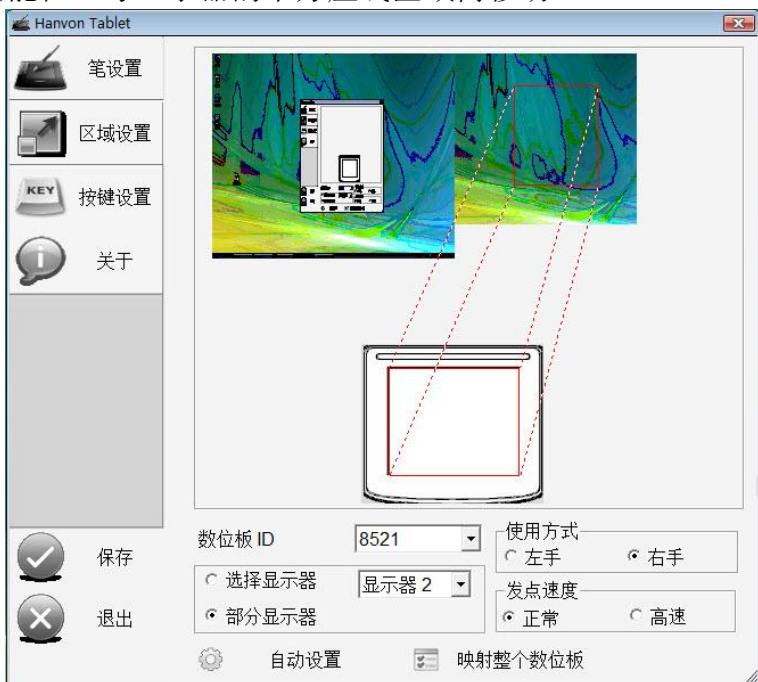 Hanvon Tablet
笔设置
区域设置
KEY
按键设置
关于
保存
退出
数位板 ID
8521
使用方式
左手
右手
选择显示器
显示器 2
部分显示器
发点速度
正常
高速
自动设置
映射整个数位板